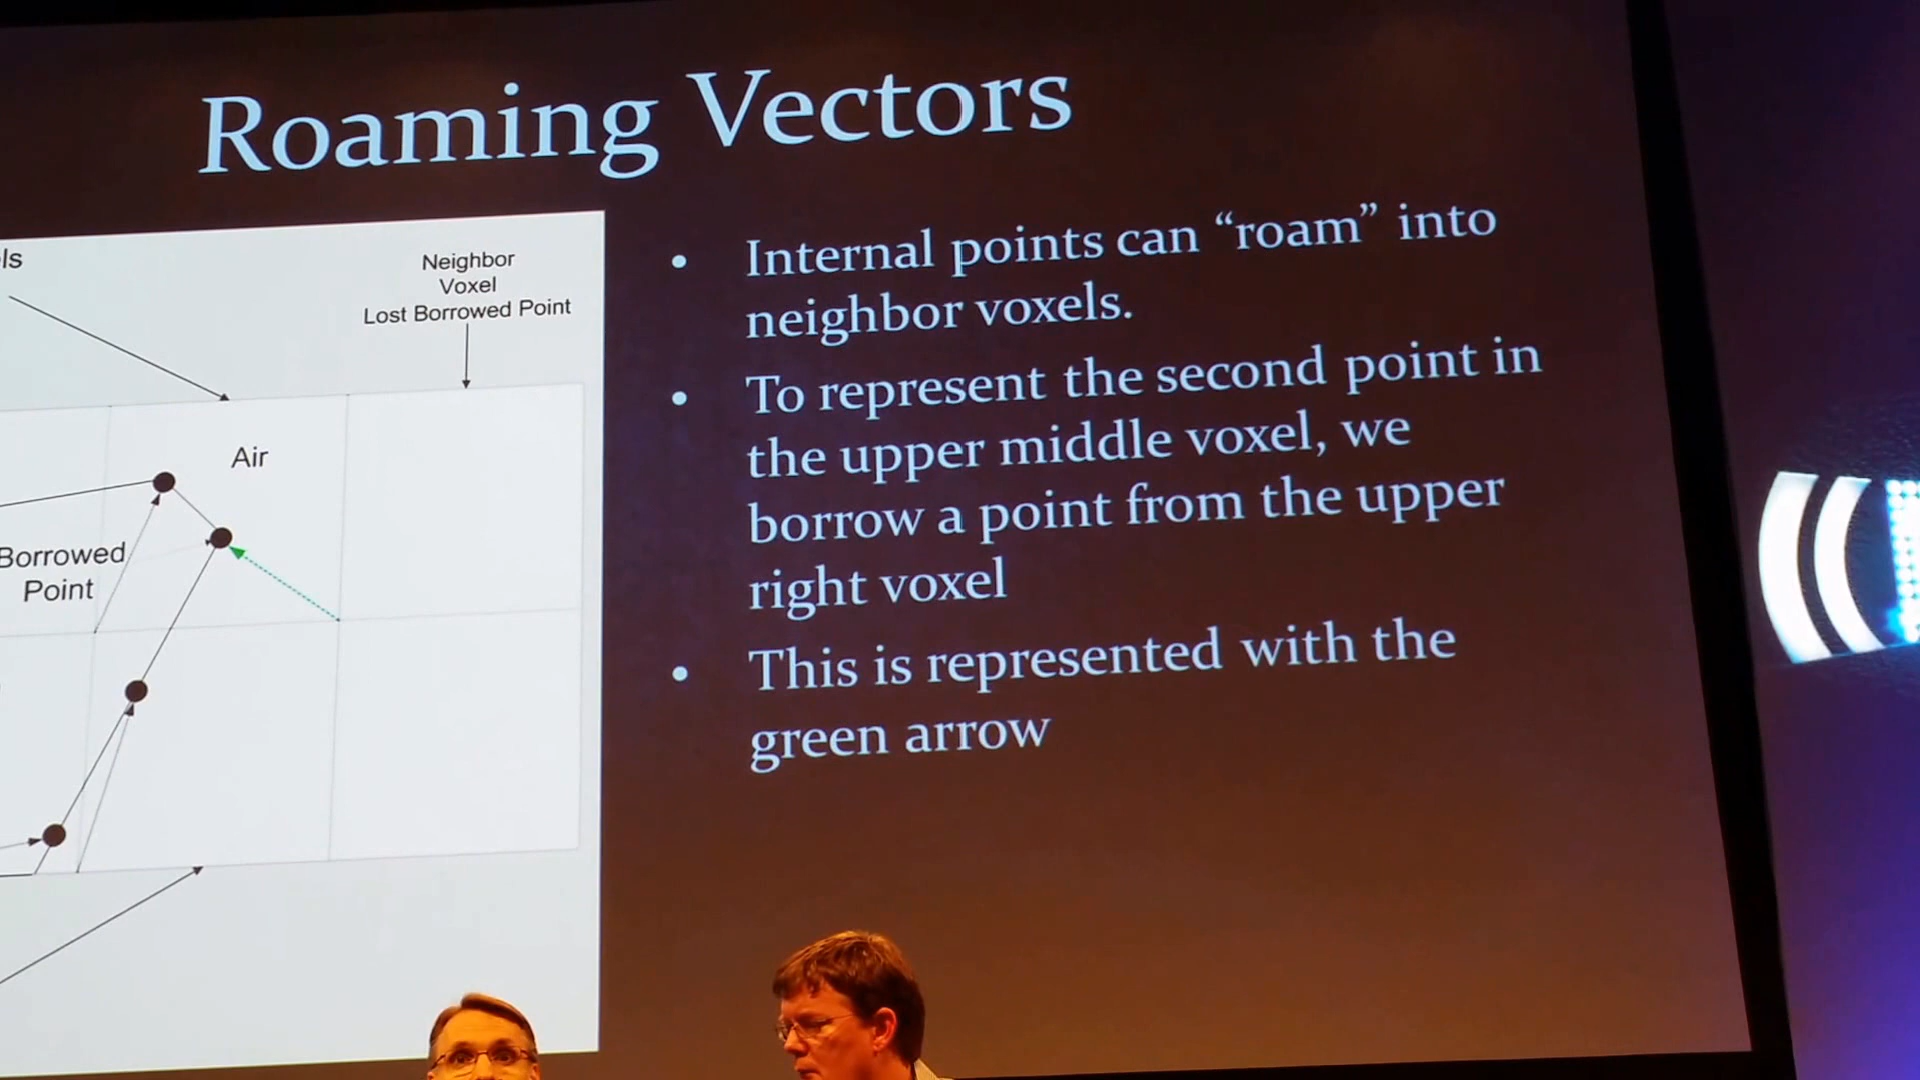 Roaming Vectors
ls
Neighbor
Voxel
Lost Borrowed Point
Air
Borrowed
Point
• Internal points can “roam” into
neighbor voxels.
• To represent the second point in
the upper middle voxel, we
borrow a point from the upper
right voxel
• This is represented with the
green arrow